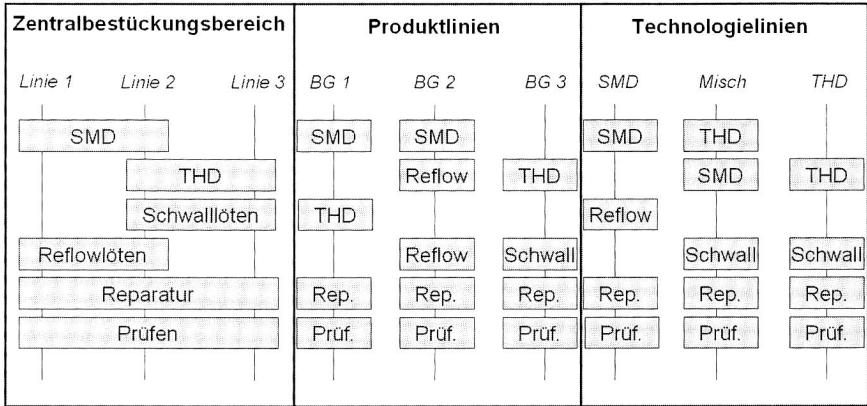 Zentralbestückungsbereich Produktlinien Technologielinien
Linie 1 Linie 2 Linie 3 BG 1 BG 2 BG 3 SMD Misch THD
SMD SMD SMD SMD THD
THD Reflow THD SMD THD
Schwalllöten THD Reflow
Reflowlöten Reflow Schwall Schwall Schwall
Reparatur Rep. Rep. Rep. Rep. Rep. Rep.
Prüfen Prüf. Prüf. Prüf. Prüf. Prüf. Prüf.